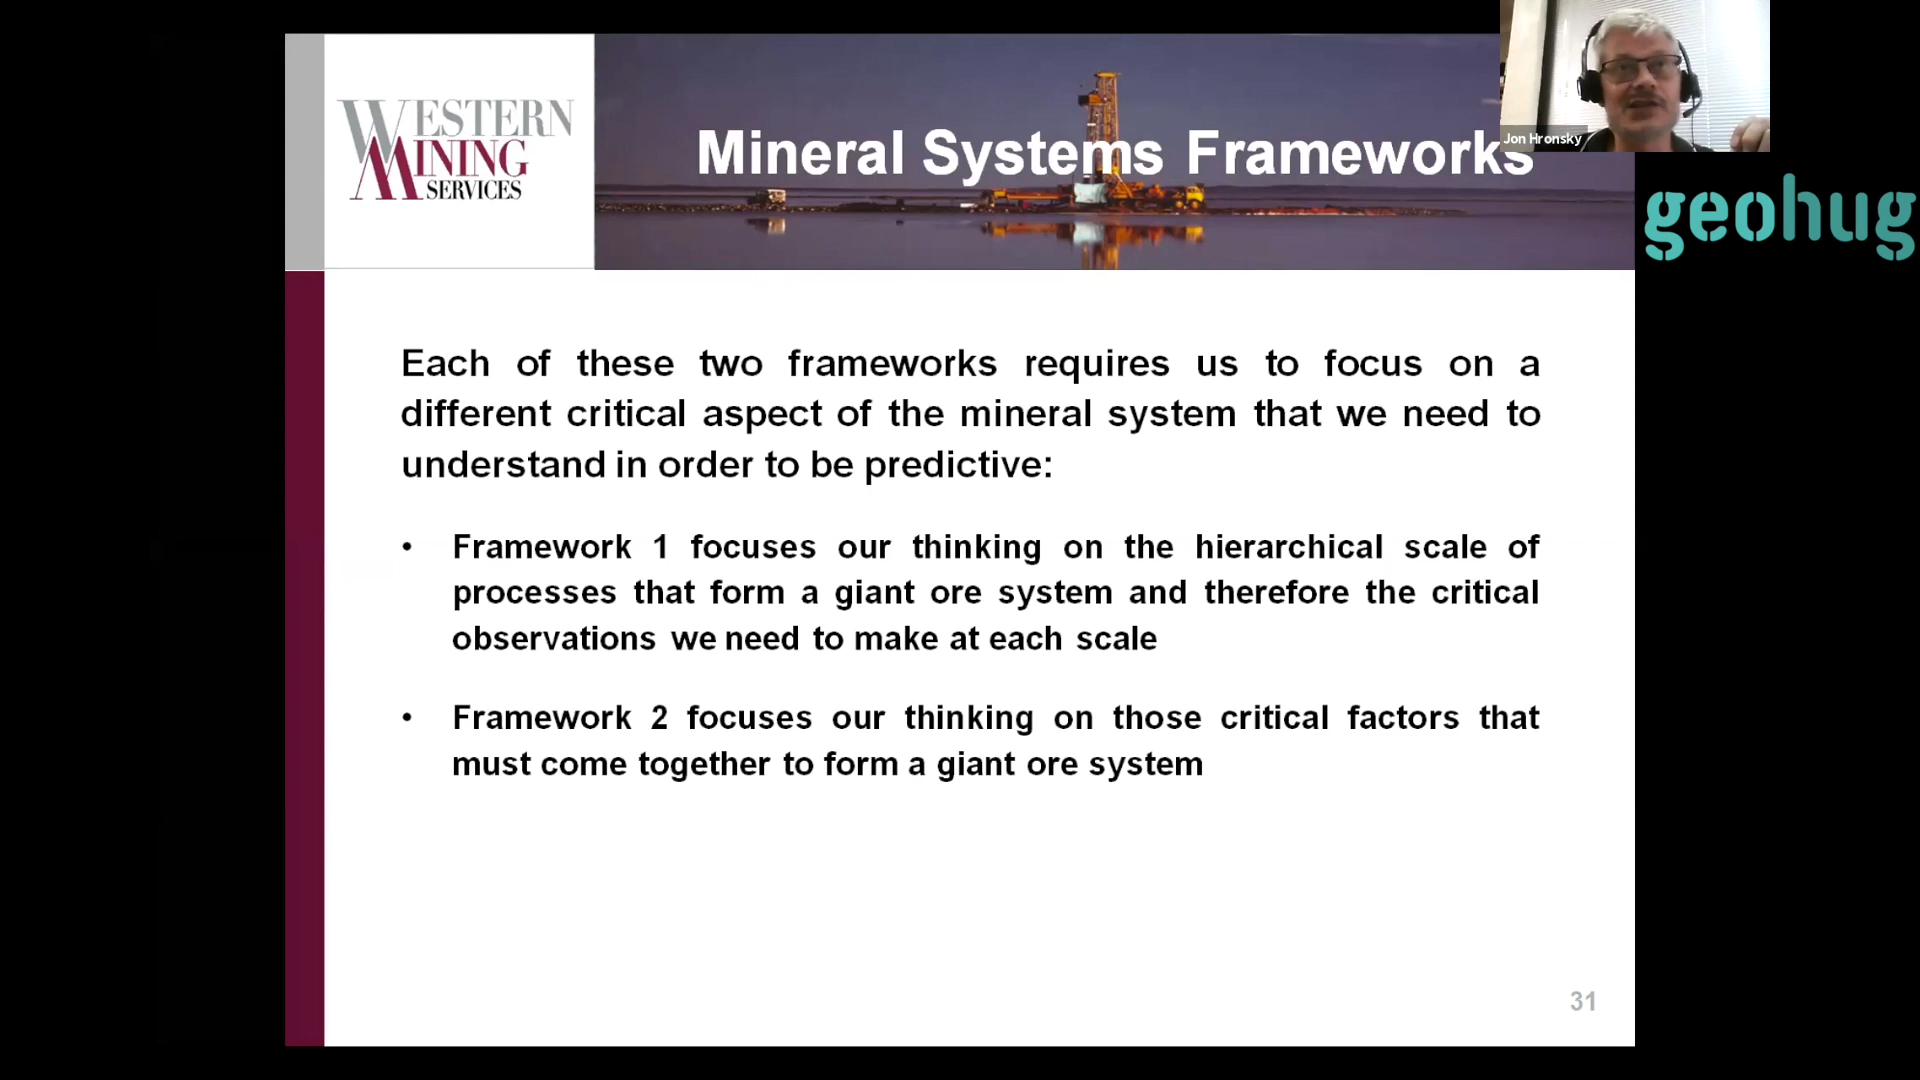 WESTERN
MINING
SERVICES
Mineral Systems Frameworks
Jon Hronsky
geohug
Each of these two frameworks requires us to focus on a
different critical aspect of the mineral system that we need to
understand in order to be predictive:
• Framework 1 focuses our thinking on the hierarchical scale of
processes that form a giant ore system and therefore the critical
observations we need to make at each scale
• Framework 2 focuses our thinking on those critical factors that
must come together to form a giant ore system
31